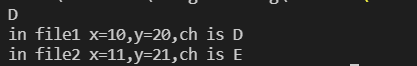 D
in file1 x=10,y=20,ch is D
in file2 x=11,y=21,ch is E